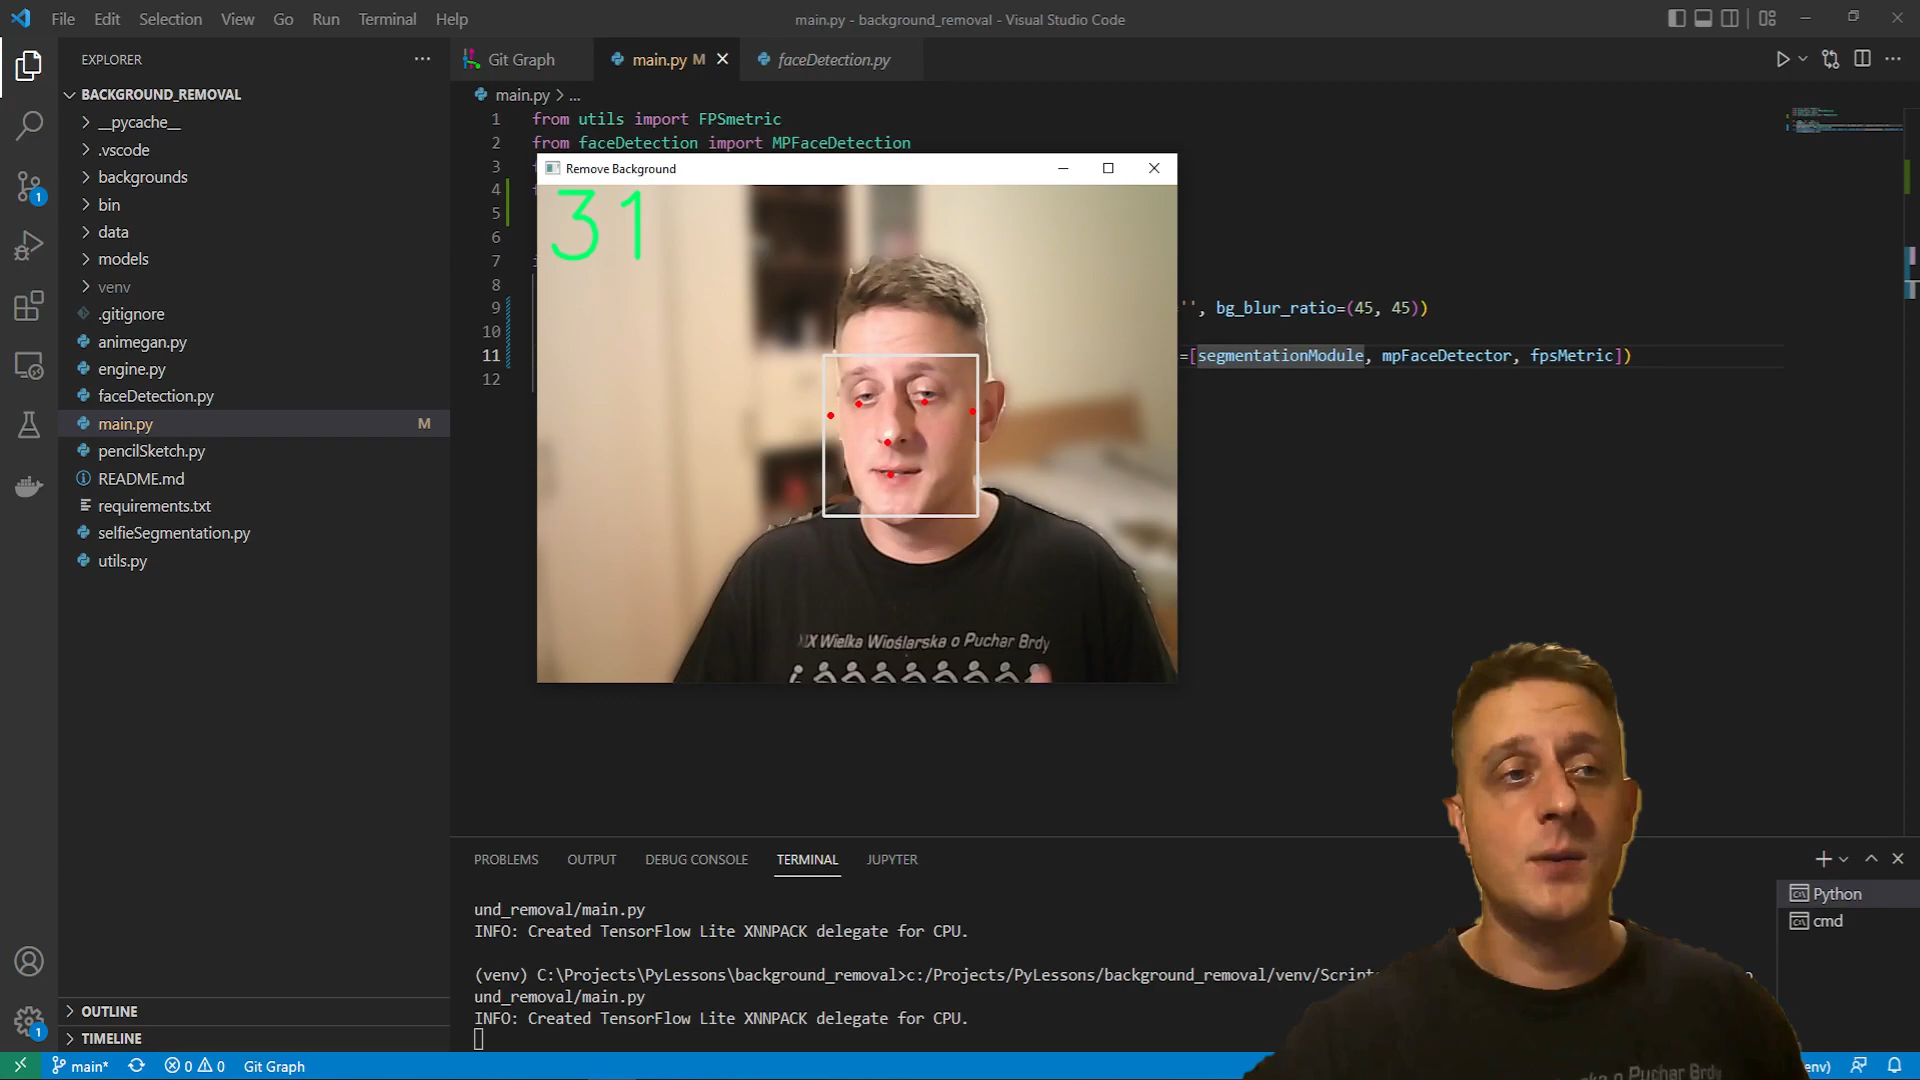 File Edit Selection View Go Run Terminal Help
main.py - background_removal - Visual Studio Code
EXPLORER
BACKGROUND_REMOVAL
__pycache__
.vscode
backgrounds
bin
data
models
venv
.gitignore
animegan.py
engine.py
faceDetection.py
main.py M
pencilSketch.py
README.md
requirements.txt
selfieSegmentation.py
utils.py
OUTLINE
TIMELINE
Git Graph main.py M faceDetection.py
main.py > ...
1 from utils import FPSmetric
2 from faceDetection import MPFaceDetection
3
4
5
6
7
8
9 '', bg_blur_ratio=(45, 45))
10
11 =[segmentationModule, mpFaceDetector, fpsMetric])
12
Remove Background
31
XIX Wielka Wioślarska o Puchar Brdy
PROBLEMS OUTPUT DEBUG CONSOLE TERMINAL JUPYTER
und_removal/main.py
INFO: Created TensorFlow Lite XNNPACK delegate for CPU.
(venv) C:\Projects\PyLessons\background_removal>c:/Projects/PyLessons/background_removal/venv/Scripts
und_removal/main.py
INFO: Created TensorFlow Lite XNNPACK delegate for CPU.
Python
cmd
1
1
main* 0 0 Git Graph
env)